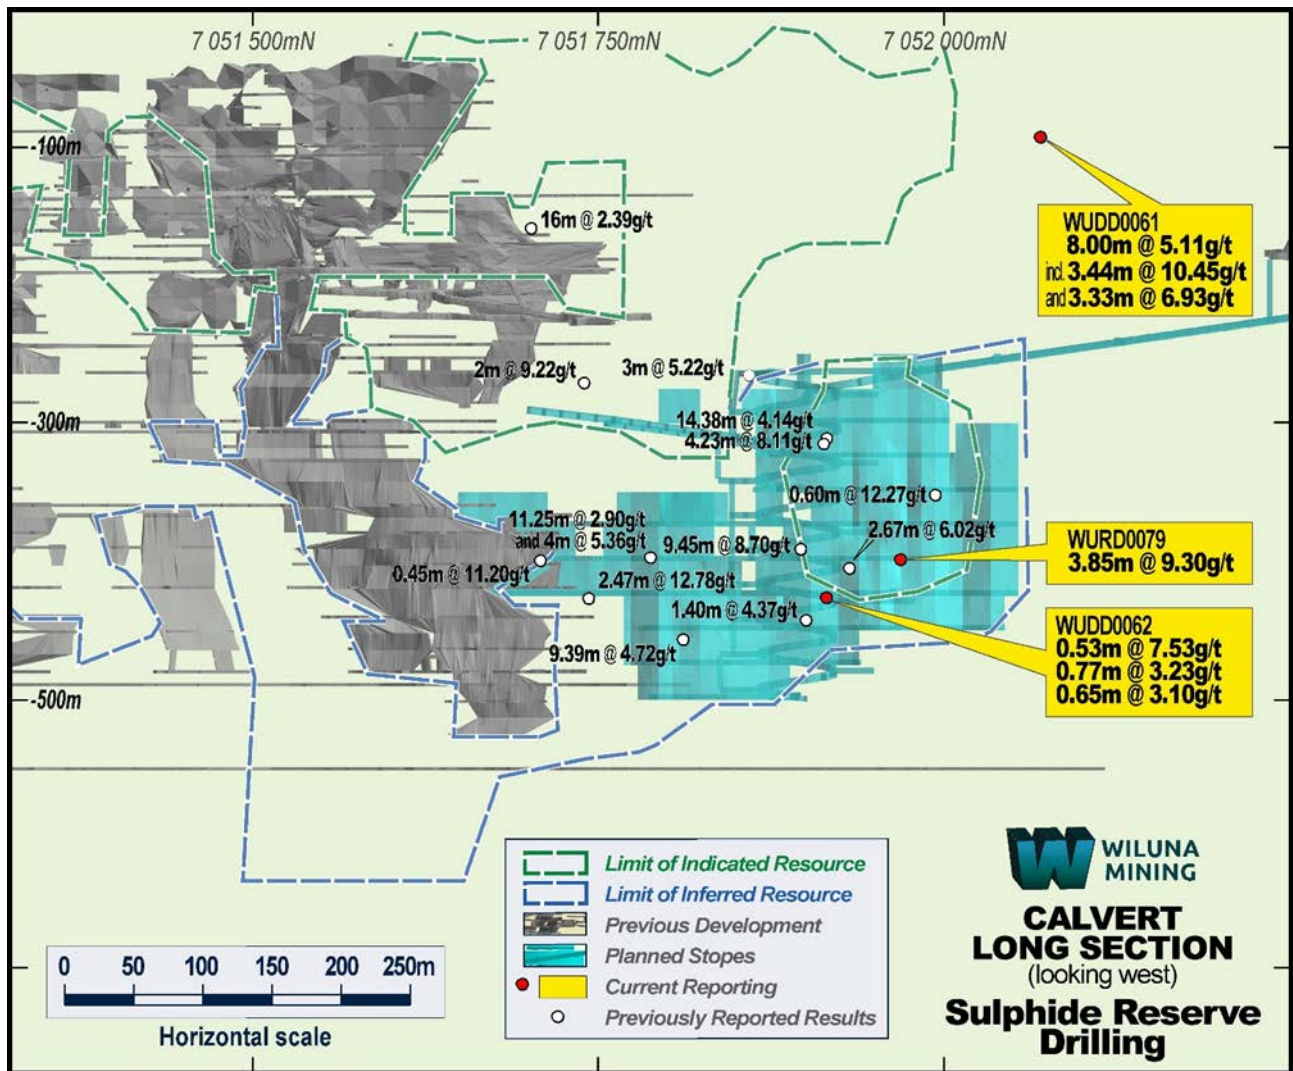 7 051 500mN
7 051 750mN
7 052 000mN
-100m
-300m
-500m
16m @ 2.39g/t
WUDD0061
8.00m @ 5.11g/t
incl. 3.44m @ 10.45g/t
and 3.33m @ 6.93g/t
2m @ 9.22g/t
3m @ 5.22g/t
14.38m @ 4.14g/t
4.23m @ 8.11g/t
0.60m @ 12.27g/t
11.25m @ 2.90g/t
and 4m @ 5.36g/t
2.67m @ 6.02g/t
9.45m @ 8.70g/t
0.45m @ 11.20g/t
2.47m @ 12.78g/t
1.40m @ 4.37g/t
9.39m @ 4.72g/t
WURD0079
3.85m @ 9.30g/t
WUDD0062
0.53m @ 7.53g/t
0.77m @ 3.23g/t
0.65m @ 3.10g/t
Limit of Indicated Resource
Limit of Inferred Resource
Previous Development
Planned Stopes
Current Reporting
Previously Reported Results
0 50 100 150 200 250m
Horizontal scale
WILUNA
MINING
CALVERT
LONG SECTION
(looking west)
Sulphide Reserve
Drilling